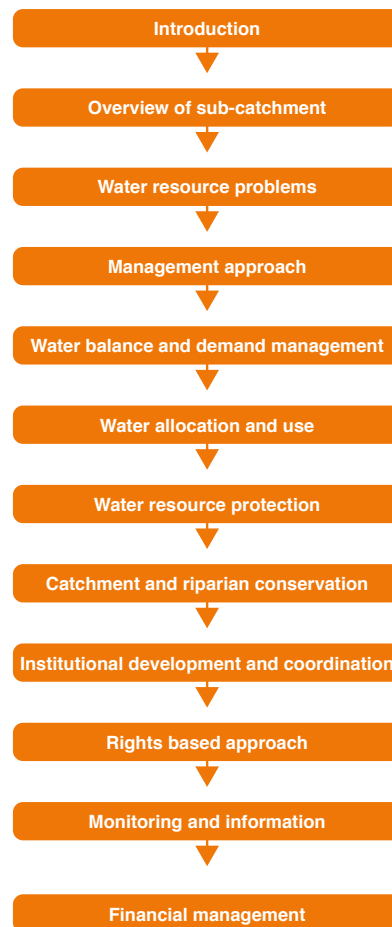 Introduction
Overview of sub-catchment
Water resource problems
Management approach
Water balance and demand management
Water allocation and use
Water resource protection
Catchment and riparian conservation
Institutional development and coordination
Rights based approach
Monitoring and information
Financial management